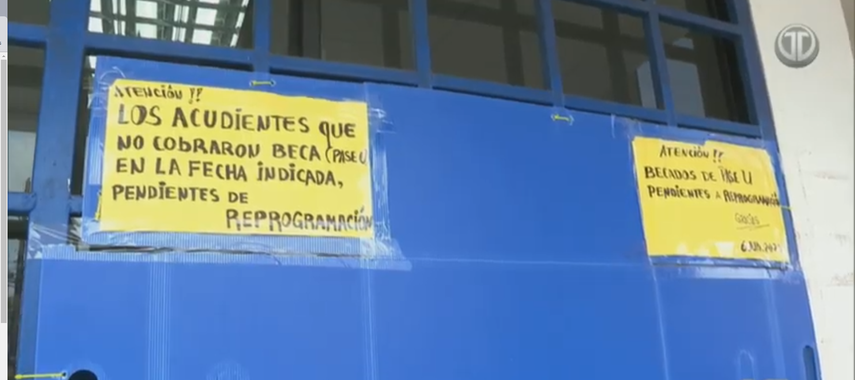 ATENCIÓN !!
LOS ACUDIENTES QUE
NO COBRARON BECA (PASE U)
EN LA FECHA INDICADA,
PENDIENTES DE
REPROGRAMACIÓN
ATENCIÓN !!
BECADOS DE PASE U
PENDIENTES A REPROGRAMACIÓN
GRACIAS